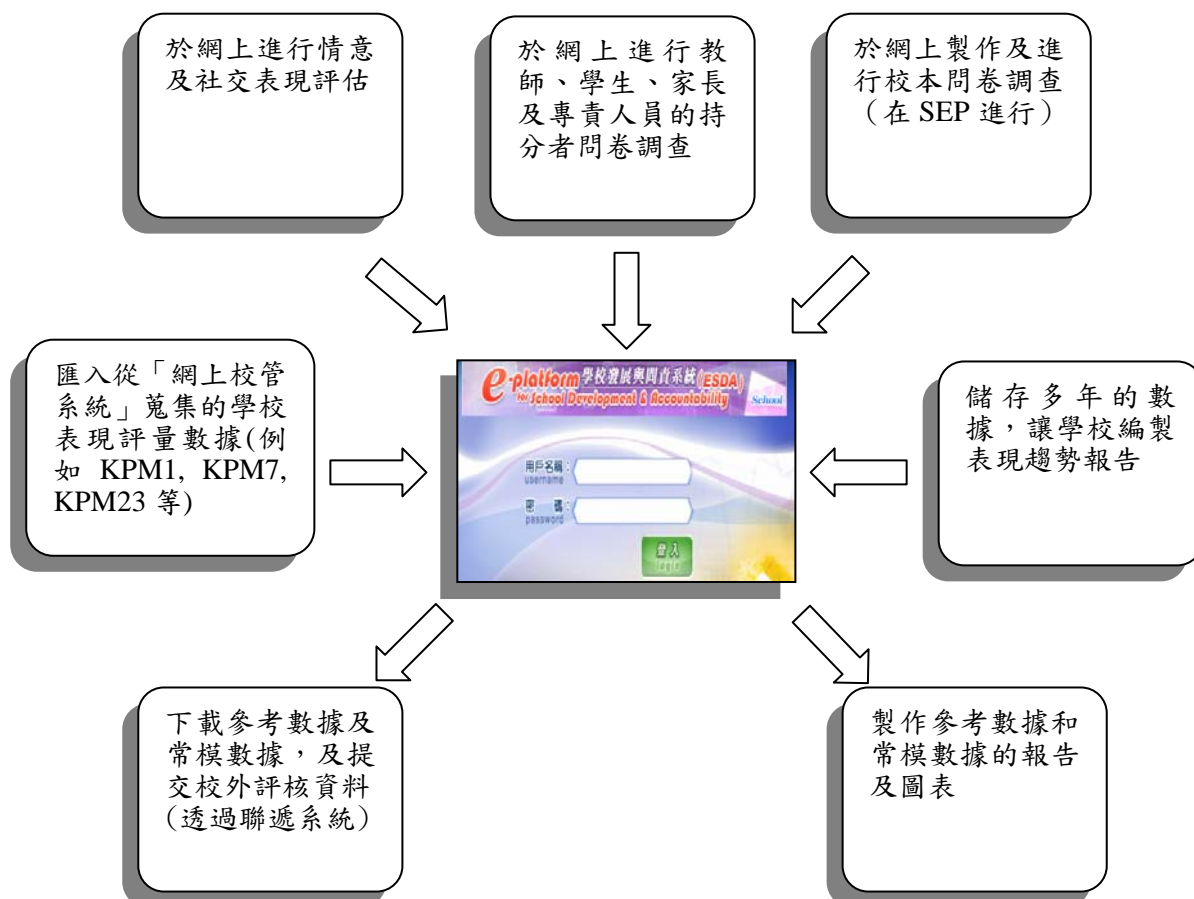 於網上進行情意
及社交表現評估
於網上進行教
師、學生、家長
及專責人員的持
分者問卷調查
於網上製作及進
行校本問卷調查
（在 SEP 進行）
匯入從「網上校管
系統」蒐集的學校
表現評量數據(例
如 KPM1, KPM7,
KPM23 等)
e-platform 學校發展與問責系統 (ESDA)
for School Development & Accountability
School
用戶名稱：
username
密 碼：
password
登入
login
儲存多年的數
據，讓學校編製
表現趨勢報告
下載參考數據及
常模數據，及提
交校外評核資料
(透過聯遞系統)
製作參考數據和
常模數據的報告
及圖表